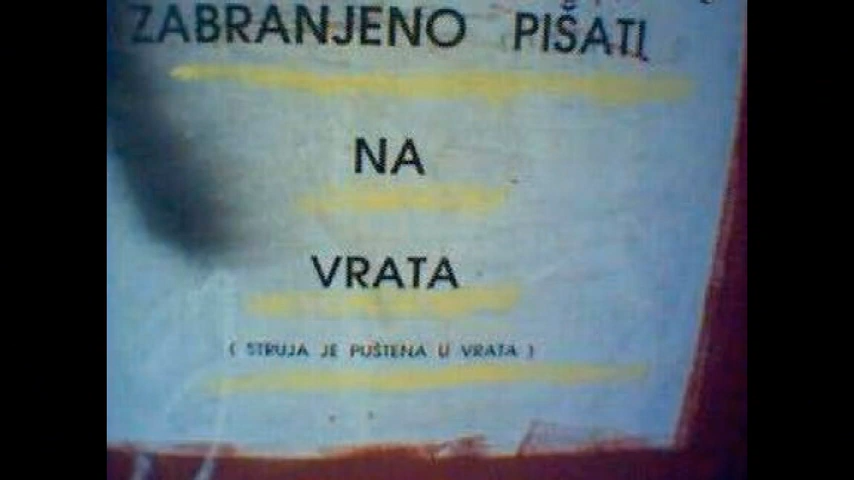 ZABRANJENO PIŠATI
NA
VRATA
( STRUJA JE PUŠTENA U VRATA )